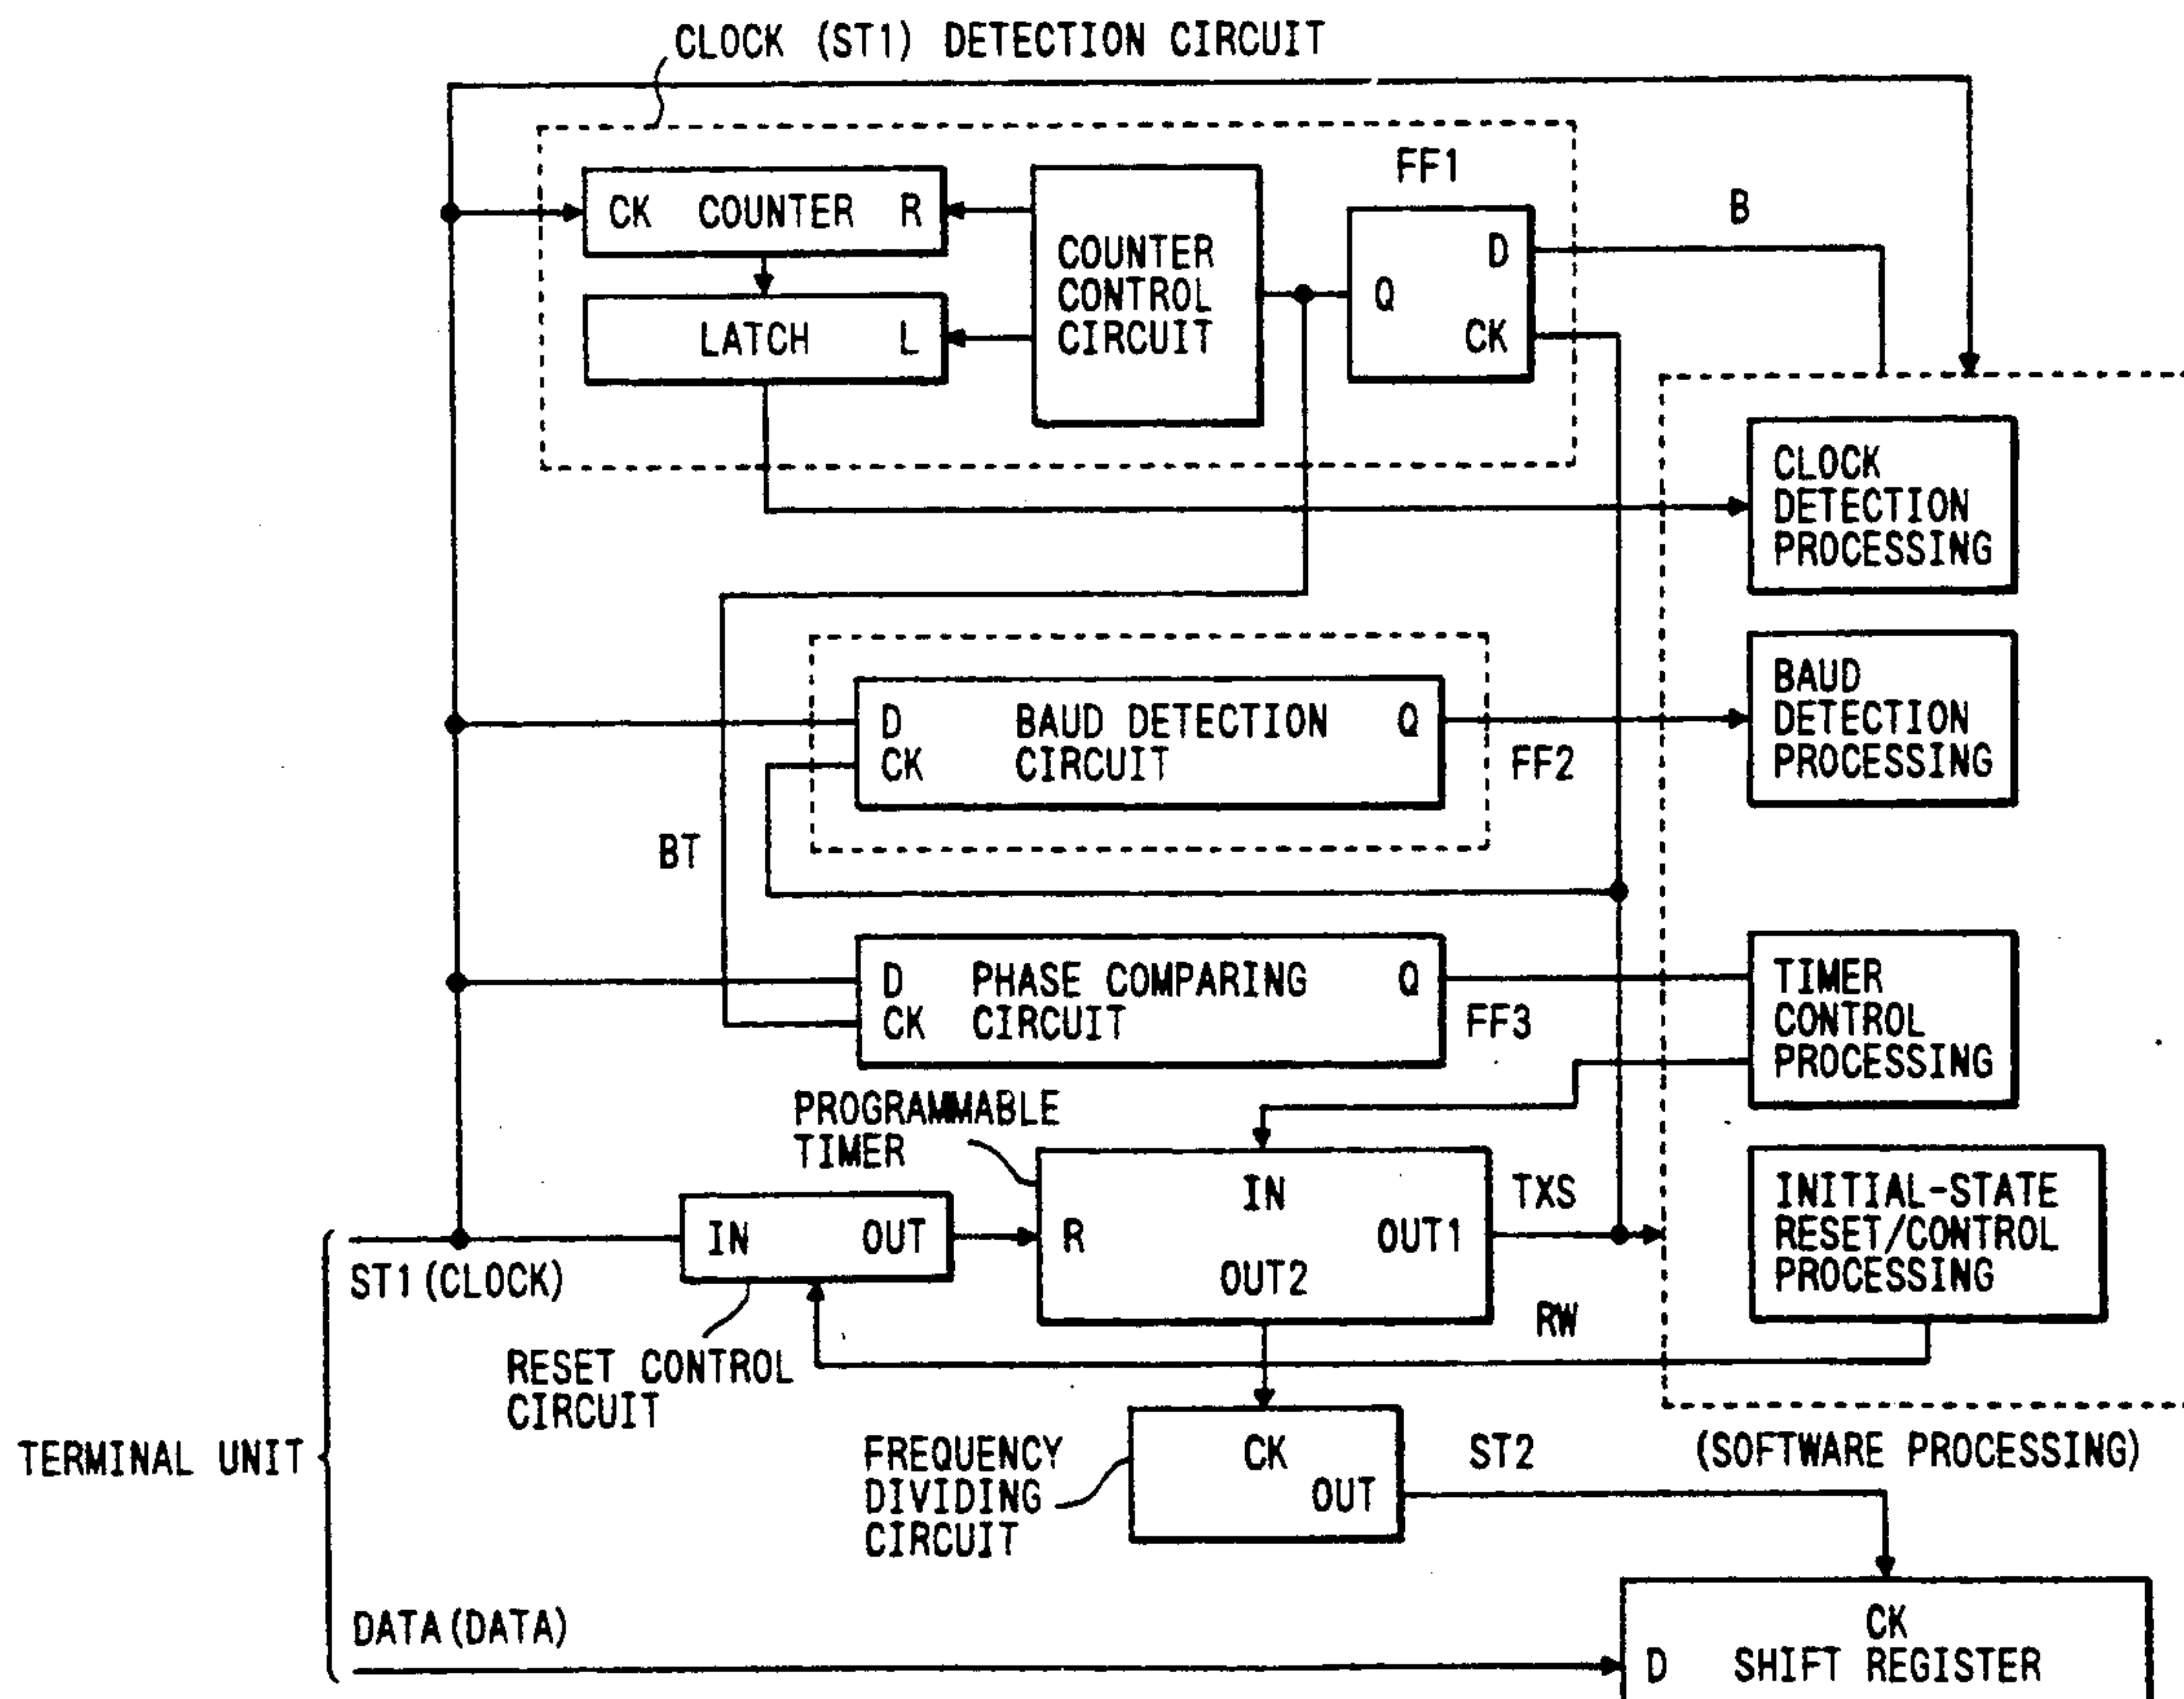 CLOCK (ST1) DETECTION CIRCUIT
FF1
B
CK COUNTER R
COUNTER
CONTROL
CIRCUIT
D
Q
CK
LATCH L
CLOCK
DETECTION
PROCESSING
D BAUD DETECTION Q
CK CIRCUIT
FF2
BAUD
DETECTION
PROCESSING
BT
D PHASE COMPARING Q
CK CIRCUIT
FF3
TIMER
CONTROL
PROCESSING
PROGRAMMABLE
TIMER
IN
R
OUT1
OUT2
TXS
INITIAL-STATE
RESET/CONTROL
PROCESSING
IN OUT
ST1(CLOCK)
RW
RESET CONTROL
CIRCUIT
TERMINAL UNIT
FREQUENCY
DIVIDING
CIRCUIT
CK
OUT
ST2
(SOFTWARE PROCESSING)
DATA(DATA)
CK
D SHIFT REGISTER